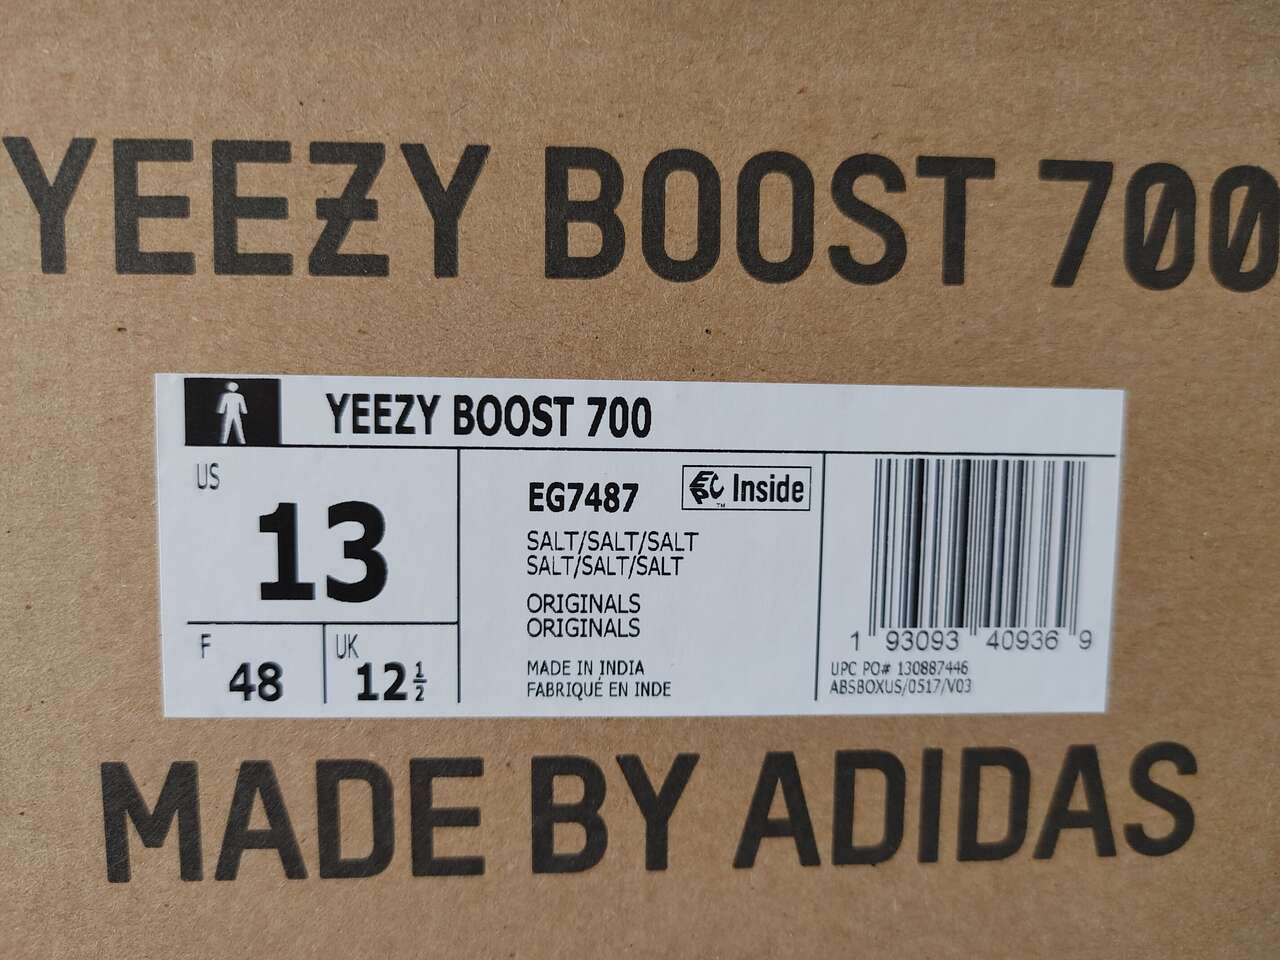 YEEZY BOOST 700
YEEZY BOOST 700
US
13
F
48
UK
12 ½
EG7487
EPC™ Inside
SALT/SALT/SALT
SALT/SALT/SALT
ORIGINALS
ORIGINALS
MADE IN INDIA
FABRIQUÉ EN INDE
1 93093 40936 9
UPC PO# 130887446
ABSBOXUS/0517/V03
MADE BY ADIDAS